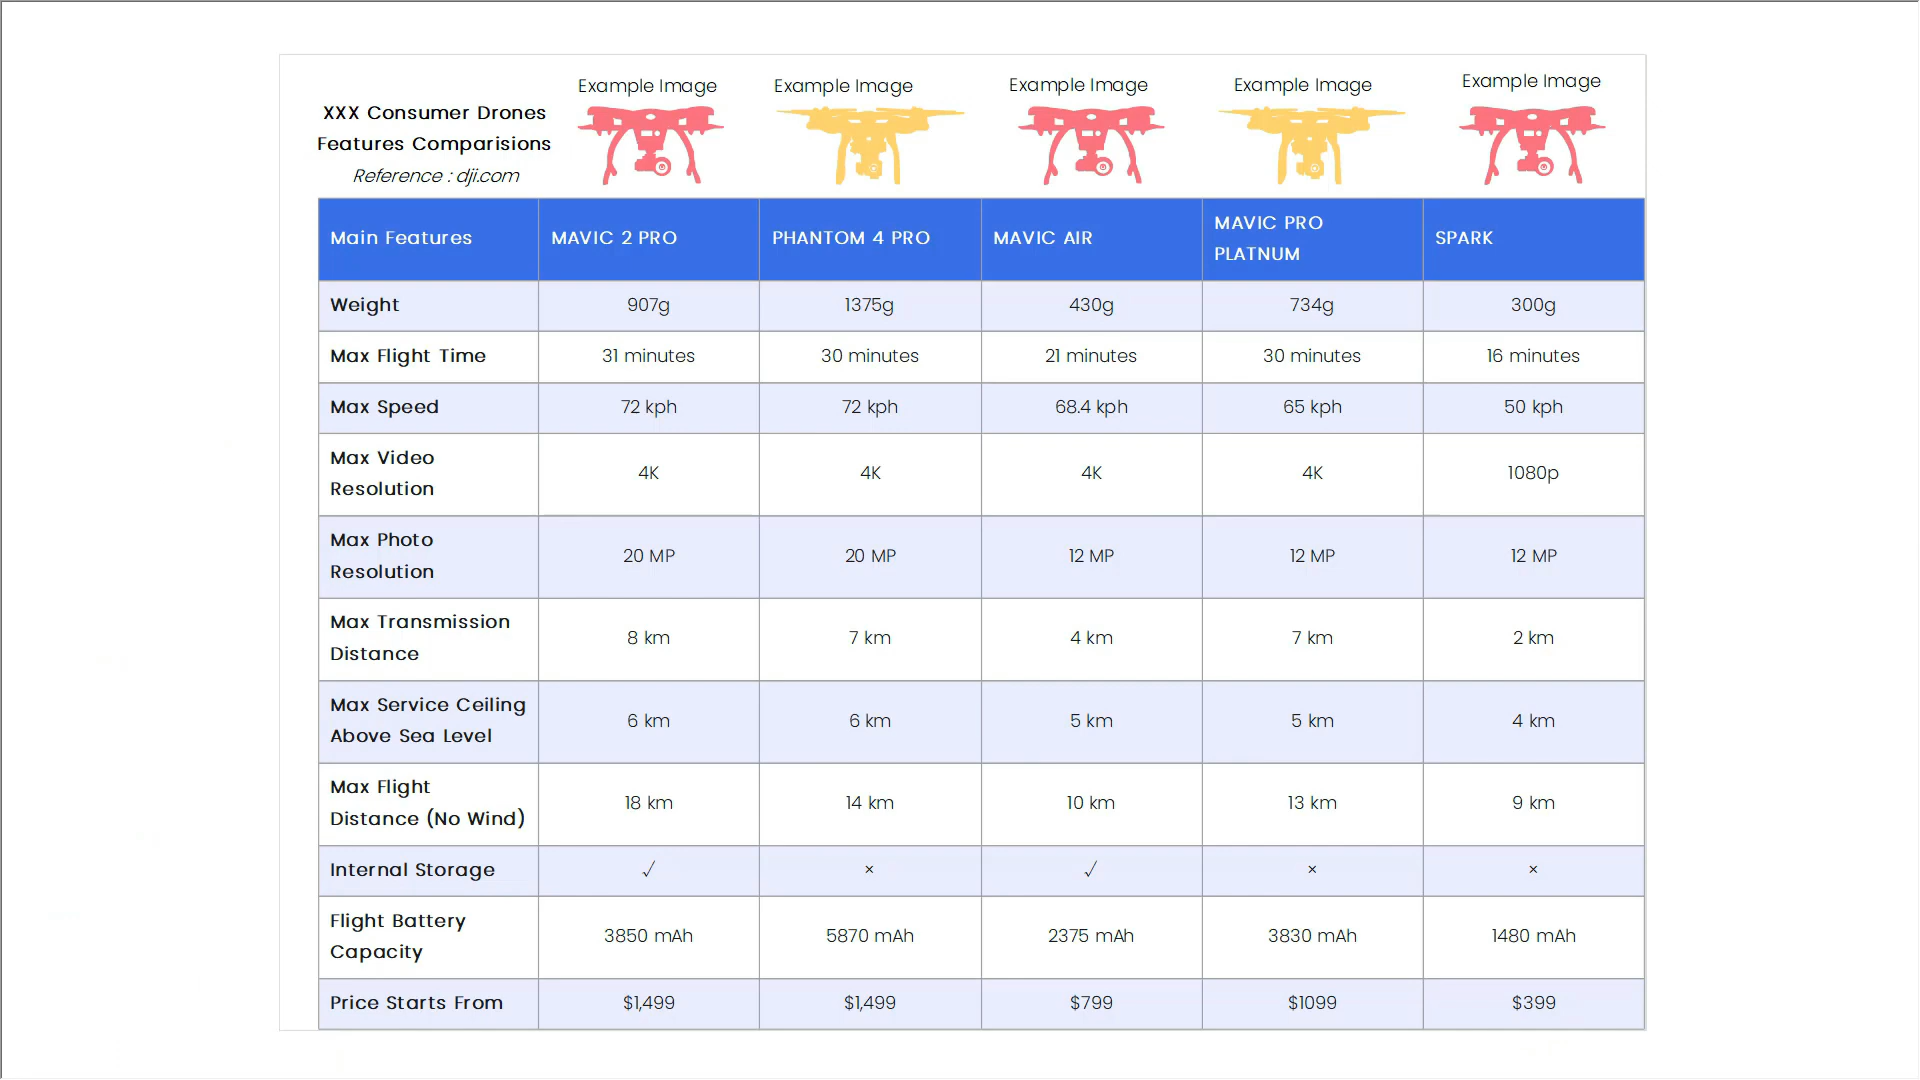 Example Image Example Image Example Image Example Image Example Image
XXX Consumer Drones
Features Comparisions
Reference : dji.com
Main Features MAVIC 2 PRO PHANTOM 4 PRO MAVIC AIR MAVIC PRO PLATNUM SPARK
Weight 907g 1375g 430g 734g 300g
Max Flight Time 31 minutes 30 minutes 21 minutes 30 minutes 16 minutes
Max Speed 72 kph 72 kph 68.4 kph 65 kph 50 kph
Max Video Resolution 4K 4K 4K 4K 1080p
Max Photo Resolution 20 MP 20 MP 12 MP 12 MP 12 MP
Max Transmission Distance 8 km 7 km 4 km 7 km 2 km
Max Service Ceiling Above Sea Level 6 km 6 km 5 km 5 km 4 km
Max Flight Distance (No Wind) 18 km 14 km 10 km 13 km 9 km
Internal Storage √ × √ × ×
Flight Battery Capacity 3850 mAh 5870 mAh 2375 mAh 3830 mAh 1480 mAh
Price Starts From $1,499 $1,499 $799 $1099 $399